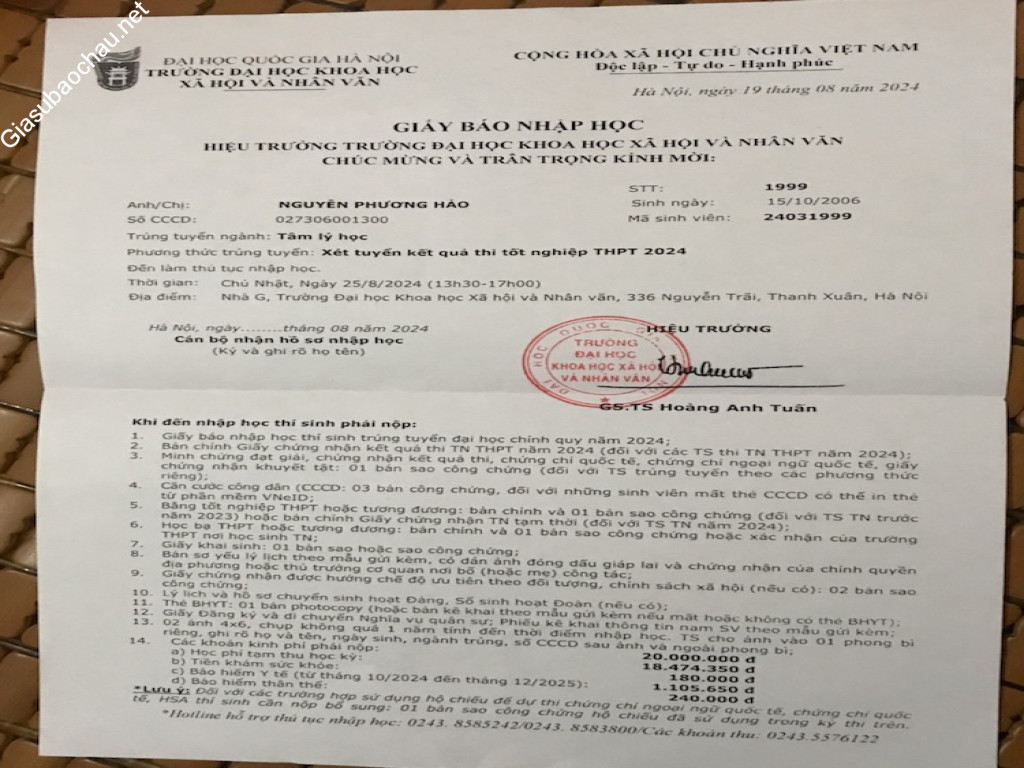 Giasubaochau.net
ĐẠI HỌC QUỐC GIA HÀ NỘI
TRƯỜNG ĐẠI HỌC KHOA HỌC
XÃ HỘI VÀ NHÂN VĂN
CỘNG HÒA XÃ HỘI CHỦ NGHĨA VIỆT NAM
Độc lập - Tự do - Hạnh phúc
Hà Nội, ngày 19 tháng 08 năm 2024
GIẤY BÁO NHẬP HỌC
HIỆU TRƯỞNG TRƯỜNG ĐẠI HỌC KHOA HỌC XÃ HỘI VÀ NHÂN VĂN
CHÚC MỪNG VÀ TRÂN TRỌNG KÍNH MỜI:
STT: 1999
Anh/Chị: NGUYỄN PHƯƠNG HẢO Sinh ngày: 15/10/2006
Số CCCD: 027306001300 Mã sinh viên: 24031999
Trúng tuyển ngành: Tâm lý học
Phương thức trúng tuyển: Xét tuyển kết quả thi tốt nghiệp THPT 2024
Đến làm thủ tục nhập học.
Thời gian: Chủ Nhật, Ngày 25/8/2024 (13h30-17h00)
Địa điểm: Nhà G, Trường Đại học Khoa học Xã hội và Nhân văn, 336 Nguyễn Trãi, Thanh Xuân, Hà Nội
Hà Nội, ngày........tháng 08 năm 2024
Cán bộ nhận hồ sơ nhập học
(Ký và ghi rõ họ tên)
HIỆU TRƯỞNG
ĐẠI HỌC QUỐC GIA HÀ NỘI
TRƯỜNG
ĐẠI HỌC
KHOA HỌC XÃ HỘI
VÀ NHÂN VĂN
GS.TS Hoàng Anh Tuấn
Khi đến nhập học thí sinh phải nộp:
1. Giấy báo nhập học thí sinh trúng tuyển đại học chính quy năm 2024;
2. Bản chính Giấy chứng nhận kết quả thi TN THPT năm 2024 (đối với các TS thi TN THPT năm 2024);
3. Minh chứng đạt giải, chứng nhận kết quả thi, chứng chỉ quốc tế, chứng chỉ ngoại ngữ quốc tế, giấy
chứng nhận khuyết tật: 01 bản sao công chứng (đối với TS trúng tuyển theo các phương thức
riêng);
4. Căn cước công dân (CCCD: 03 bản công chứng, đối với những sinh viên mất thẻ CCCD có thể in thẻ
từ phần mềm VNeID;
5. Bằng tốt nghiệp THPT hoặc tương đương: bản chính và 01 bản sao công chứng (đối với TS TN trước
năm 2023) hoặc bản chính Giấy chứng nhận TN tạm thời (đối với TS TN năm 2024);
6. Học bạ THPT hoặc tương đương: bản chính và 01 bản sao công chứng hoặc xác nhận của trường
THPT nơi học sinh TN;
7. Giấy khai sinh: 01 bản sao hoặc sao công chứng;
8. Bản sơ yếu lý lịch theo mẫu gửi kèm, có dán ảnh đóng dấu giáp lai và chứng nhận của chính quyền
địa phương hoặc thủ trưởng cơ quan nơi bố (hoặc mẹ) công tác;
9. Giấy chứng nhận được hưởng chế độ ưu tiên theo đối tượng, chính sách xã hội (nếu có): 02 bản sao
công chứng;
10. Lý lịch và hồ sơ chuyển sinh hoạt Đảng, Sổ sinh hoạt Đoàn (nếu có);
11. Thẻ BHYT: 01 bản photocopy (hoặc bản kê khai theo mẫu gửi kèm nếu mất hoặc không có thẻ BHYT);
12. Giấy Đăng ký và di chuyển Nghĩa vụ quân sự; Phiếu kê khai thông tin nam SV theo mẫu gửi kèm;
13. 02 ảnh 4x6, chụp không quá 1 năm tính đến thời điểm nhập học. TS cho ảnh vào 01 phong bì
riêng, ghi rõ họ và tên, ngày sinh, ngành trúng, số CCCD sau ảnh và ngoài phong bì;
14. Các khoản kinh phí phải nộp: 20.000.000 đ
a) Học phí tạm thu học kỳ: 18.474.350 đ
b) Tiền khám sức khỏe: 180.000 đ
c) Bảo hiểm Y tế (từ tháng 10/2024 đến tháng 12/2025): 1.105.650 đ
d) Bảo hiểm thân thể: 240.000 đ
*Lưu ý: Đối với các trường hợp sử dụng hộ chiếu để dự thi chứng chỉ ngoại ngữ quốc tế, chứng chỉ quốc
tế, HSA thí sinh cần nộp bổ sung: 01 bản sao công chứng hộ chiếu đã sử dụng trong kỳ thi trên.
*Hotline hỗ trợ thủ tục nhập học: 0243. 8585242/0243. 8583800/Các khoản thu: 0243.5576122